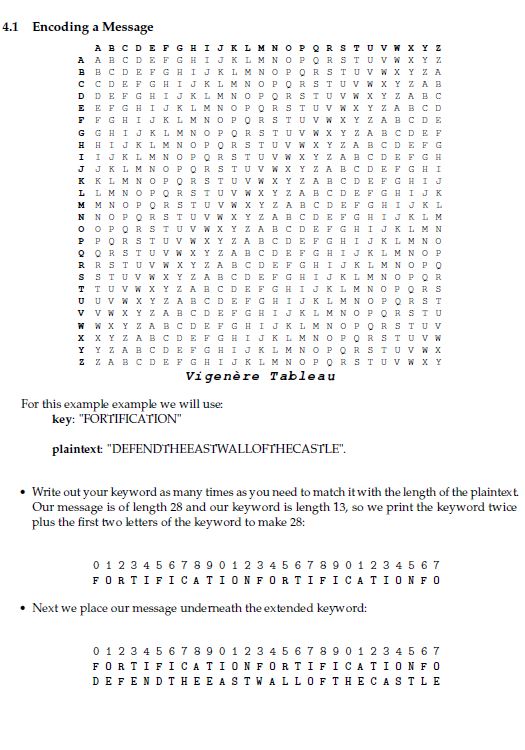 4.1 Encoding a Message
A B C D E F G H I J K L M N O P Q R S T U V W X Y Z
A A B C D E F G H I J K L M N O P Q R S T U V W X Y Z
B B C D E F G H I J K L M N O P Q R S T U V W X Y Z A
C C D E F G H I J K L M N O P Q R S T U V W X Y Z A B
D D E F G H I J K L M N O P Q R S T U V W X Y Z A B C
E E F G H I J K L M N O P Q R S T U V W X Y Z A B C D
F F G H I J K L M N O P Q R S T U V W X Y Z A B C D E
G G H I J K L M N O P Q R S T U V W X Y Z A B C D E F
H H I J K L M N O P Q R S T U V W X Y Z A B C D E F G
I I J K L M N O P Q R S T U V W X Y Z A B C D E F G H
J J K L M N O P Q R S T U V W X Y Z A B C D E F G H I
K K L M N O P Q R S T U V W X Y Z A B C D E F G H I J
L L M N O P Q R S T U V W X Y Z A B C D E F G H I J K
M M N O P Q R S T U V W X Y Z A B C D E F G H I J K L
N N O P Q R S T U V W X Y Z A B C D E F G H I J K L M
O O P Q R S T U V W X Y Z A B C D E F G H I J K L M N
P P Q R S T U V W X Y Z A B C D E F G H I J K L M N O
Q Q R S T U V W X Y Z A B C D E F G H I J K L M N O P
R R S T U V W X Y Z A B C D E F G H I J K L M N O P Q
S S T U V W X Y Z A B C D E F G H I J K L M N O P Q R
T T U V W X Y Z A B C D E F G H I J K L M N O P Q R S
U U V W X Y Z A B C D E F G H I J K L M N O P Q R S T
V V W X Y Z A B C D E F G H I J K L M N O P Q R S T U
W W X Y Z A B C D E F G H I J K L M N O P Q R S T U V
X X Y Z A B C D E F G H I J K L M N O P Q R S T U V W
Y Y Z A B C D E F G H I J K L M N O P Q R S T U V W X
Z Z A B C D E F G H I J K L M N O P Q R S T U V W X Y
Vigenère Tableau
For this example example we will use:
key: "FORTIFICATION"
plaintext: "DEFENDTHEEASTWALLOFTHECASTLE".
• Write out your keyword as many times as you need to match it with the length of the plaintext.
Our message is of length 28 and our keyword is length 13, so we print the keyword twice
plus the first two letters of the keyword to make 28:
0 1 2 3 4 5 6 7 8 9 0 1 2 3 4 5 6 7 8 9 0 1 2 3 4 5 6 7
F O R T I F I C A T I O N F O R T I F I C A T I O N F O
• Next we place our message underneath the extended keyword:
0 1 2 3 4 5 6 7 8 9 0 1 2 3 4 5 6 7 8 9 0 1 2 3 4 5 6 7
F O R T I F I C A T I O N F O R T I F I C A T I O N F O
D E F E N D T H E E A S T W A L L O F T H E C A S T L E